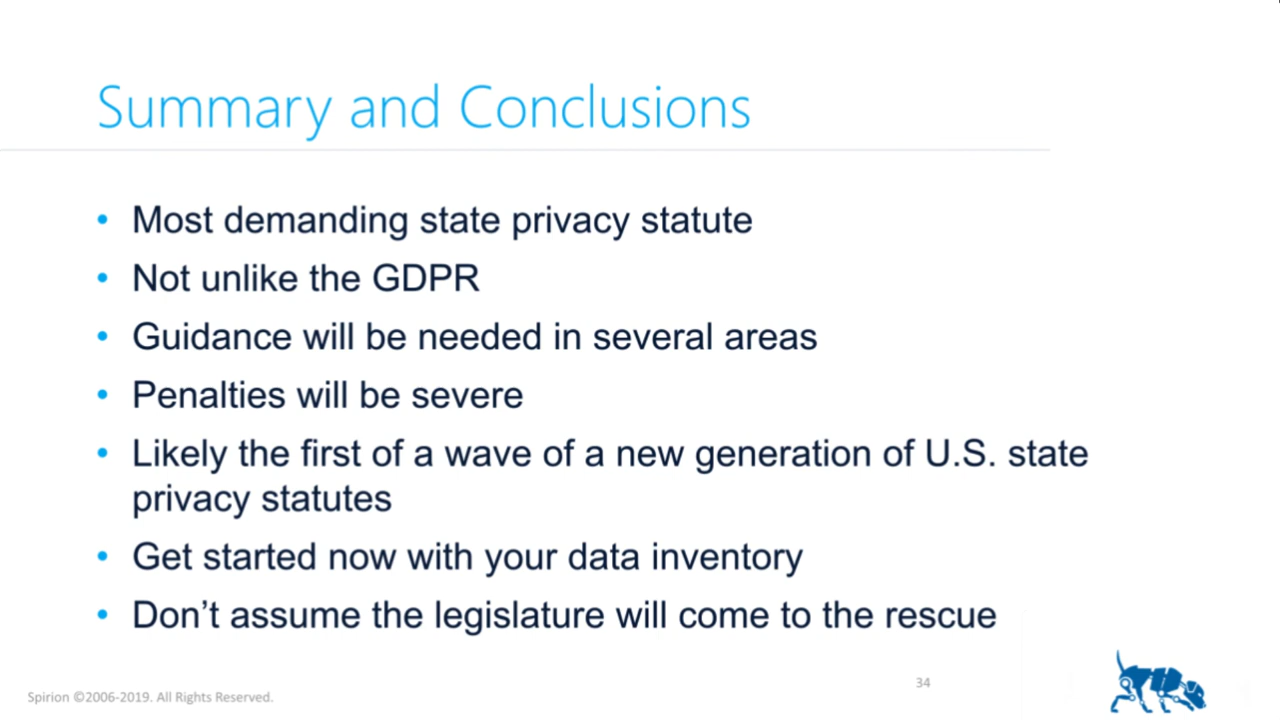 Summary and Conclusions
• Most demanding state privacy statute
• Not unlike the GDPR
• Guidance will be needed in several areas
• Penalties will be severe
• Likely the first of a wave of a new generation of U.S. state
privacy statutes
• Get started now with your data inventory
• Don’t assume the legislature will come to the rescue
Spirion ©2006-2019. All Rights Reserved.
34